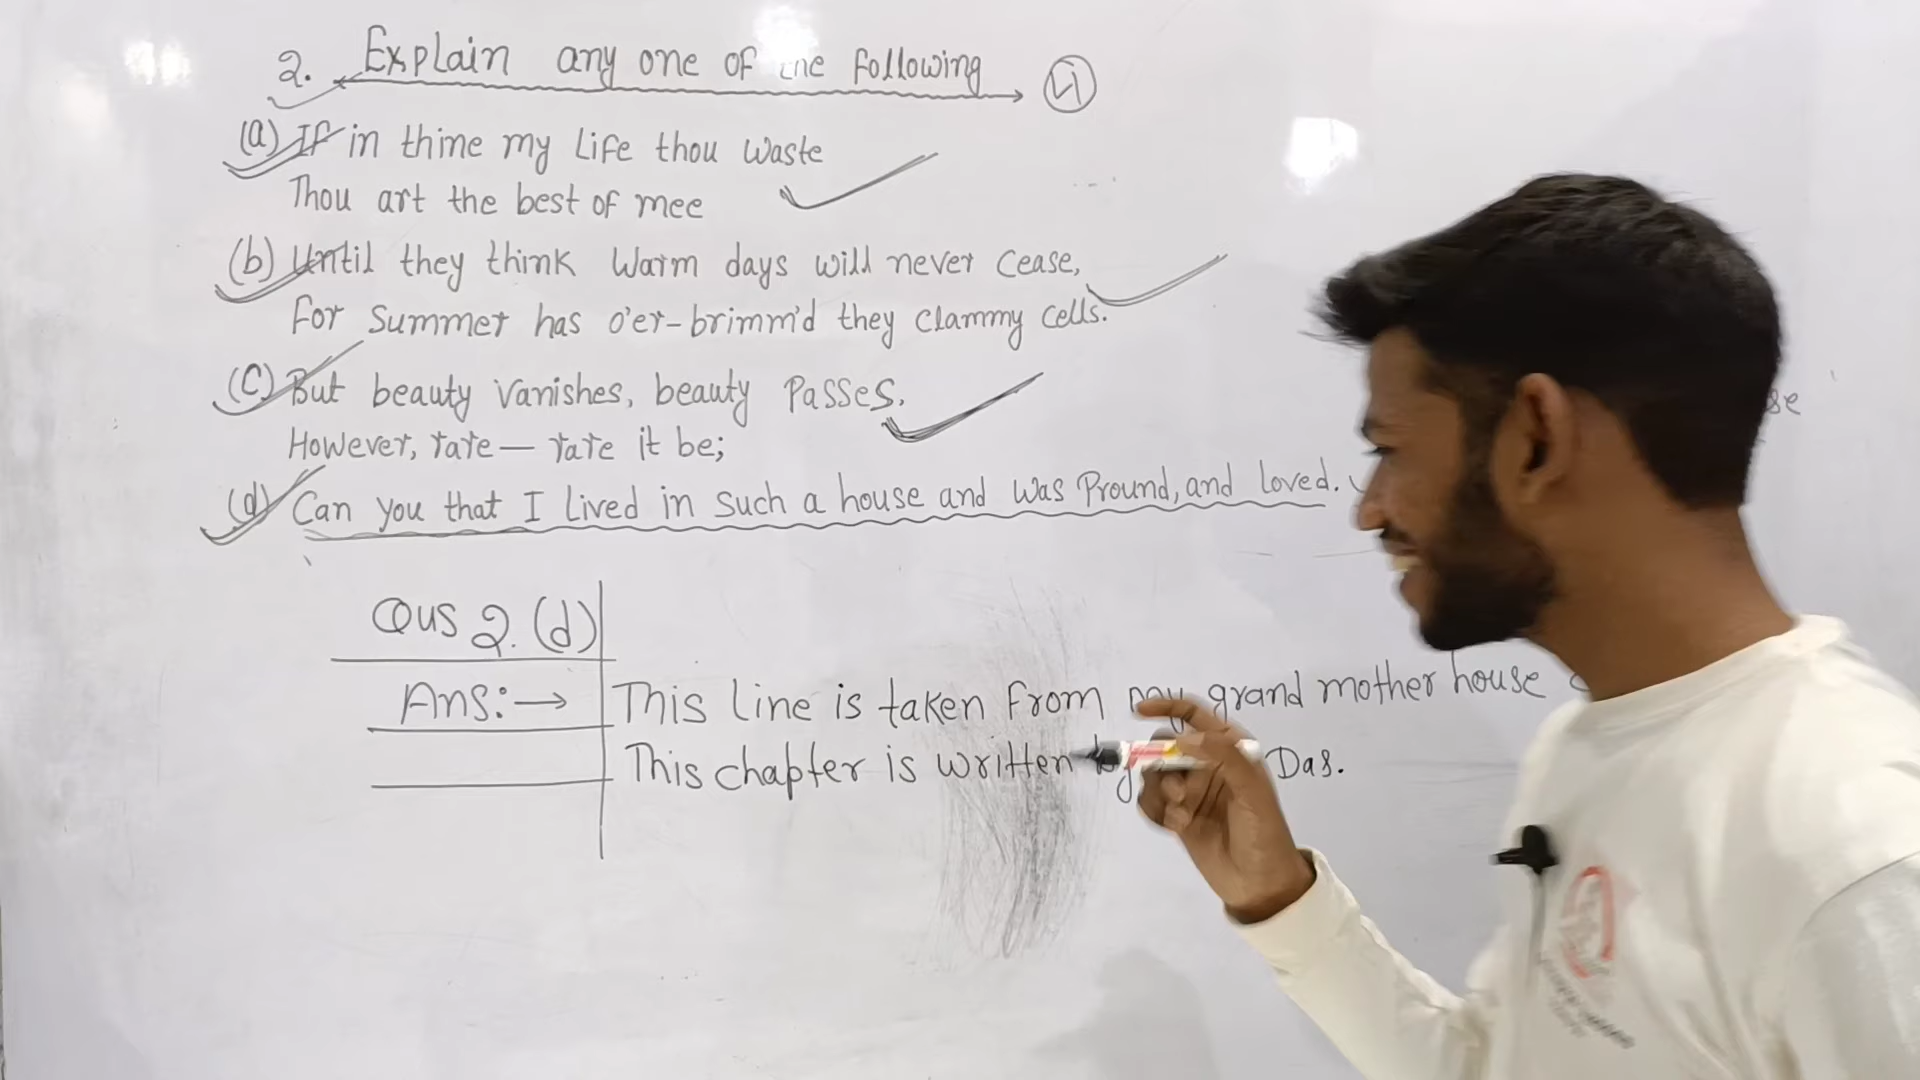 2. Explain any one of the following 4
(a) If in thine my Life thou waste
Thou art the best of mee
(b) Until they think warm days will never cease,
For Summer has o'er-brimm'd they clammy cells.
(c) But beauty vanishes, beauty Passes.
However, rare — rare it be;
(d) Can you that I Lived in such a house and was Pround, and loved.
se
Qus 2. (d)
Ans:→ This Line is taken from my grand mother house
This chapter is written by Das.